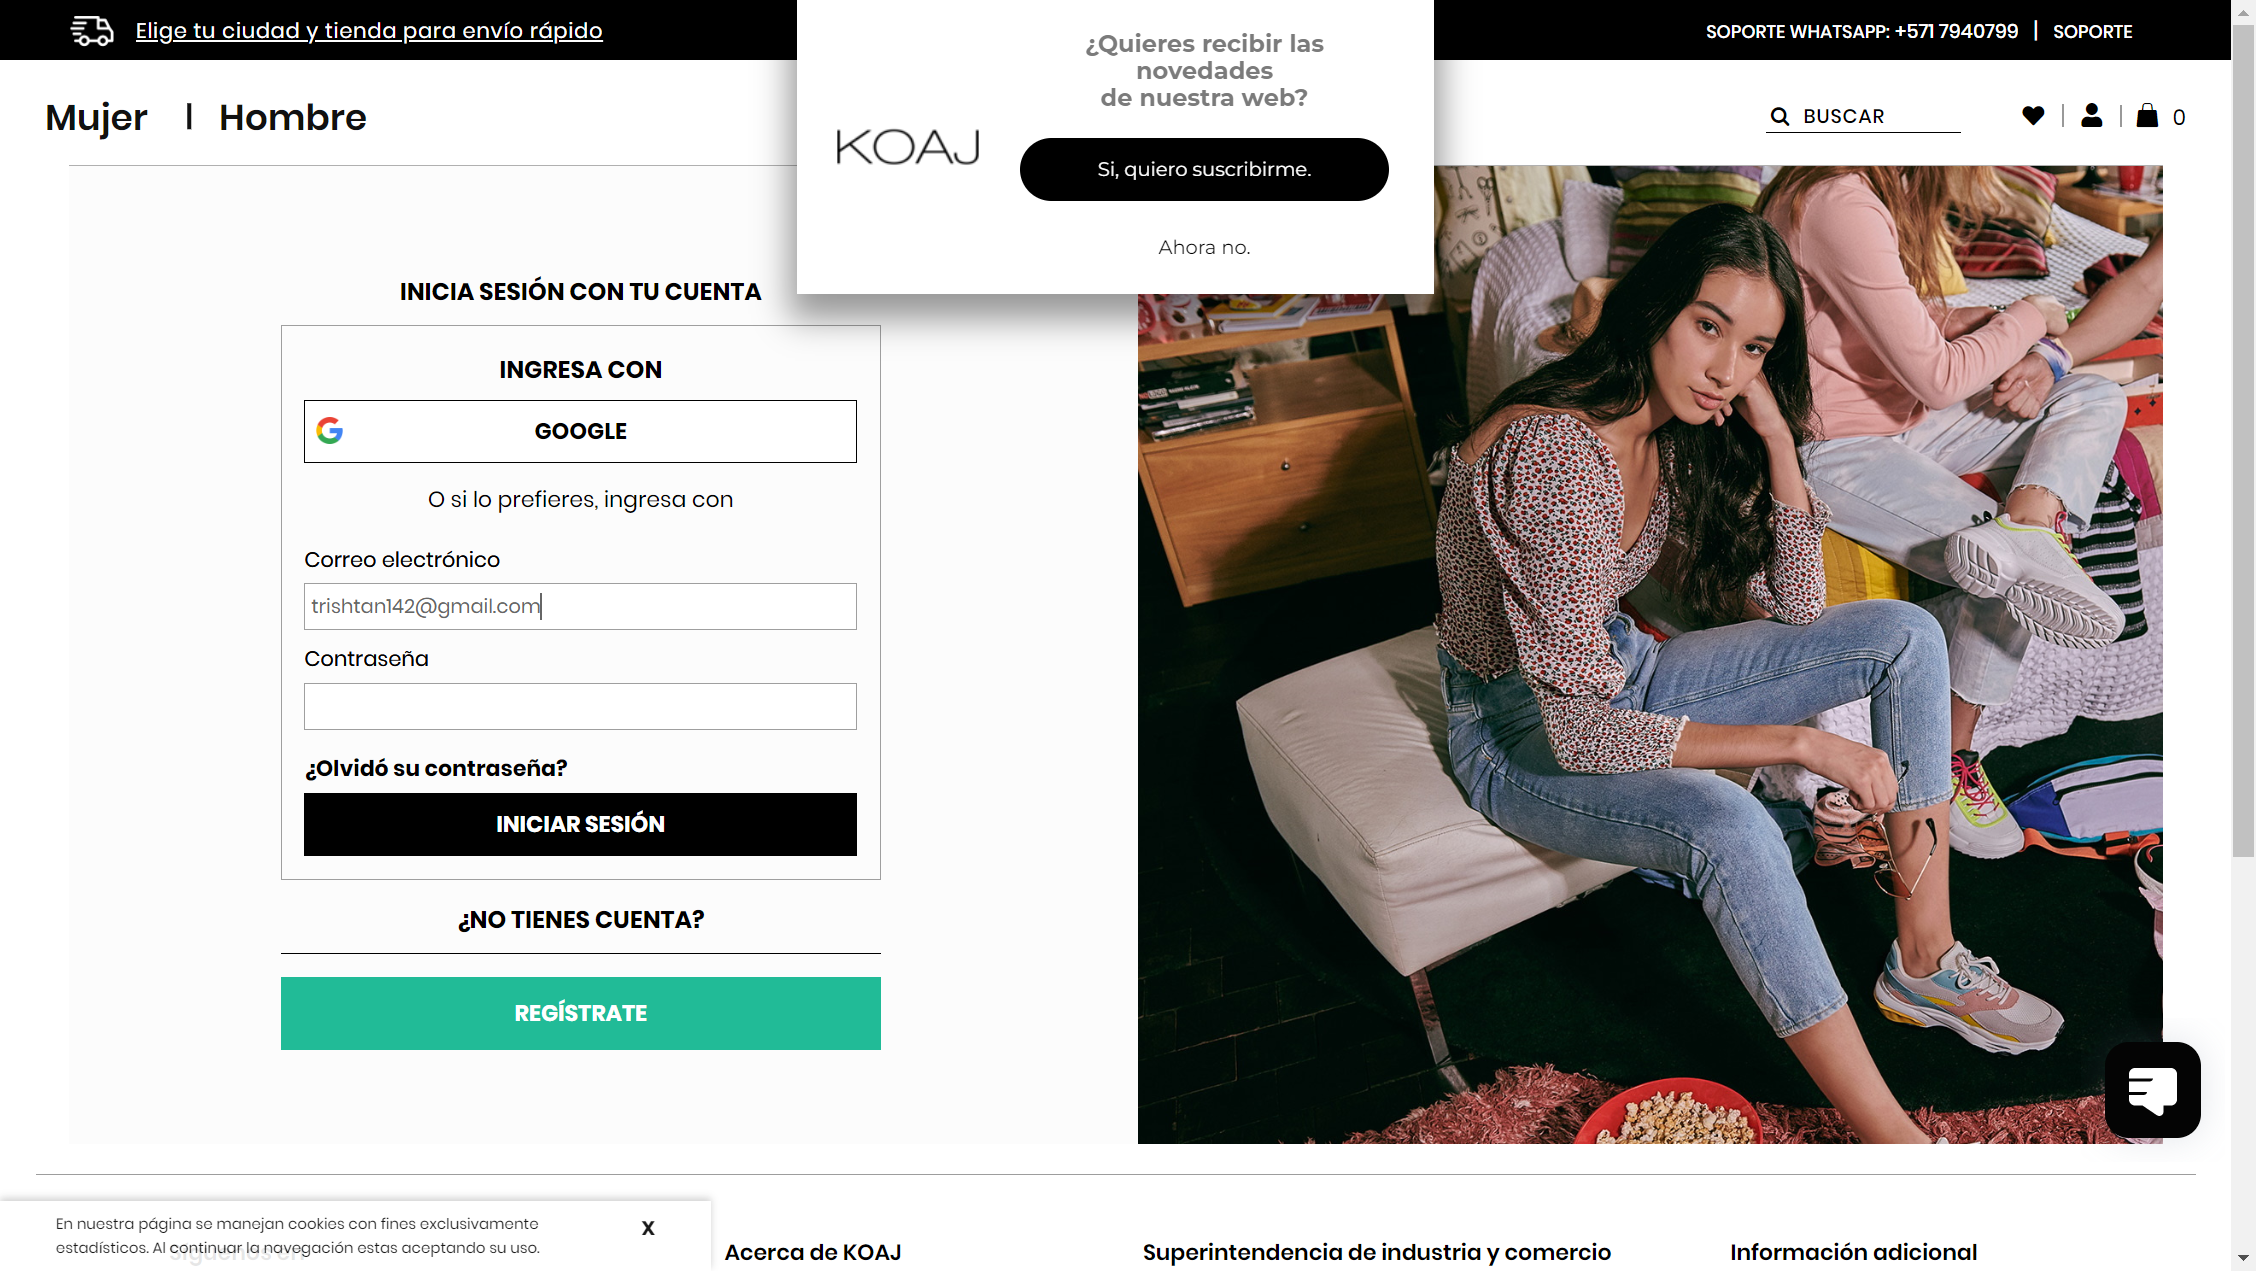 Elige tu ciudad y tienda para envío rápido
SOPORTE WHATSAPP: +571 7940799 | SOPORTE
¿Quieres recibir las
novedades
de nuestra web?
KOAJ
Si, quiero suscribirme.
Ahora no.
Mujer | Hombre
BUSCAR
0
INICIA SESIÓN CON TU CUENTA
INGRESA CON
GOOGLE
O si lo prefieres, ingresa con
Correo electrónico
trishtan142@gmail.com
Contraseña
¿Olvidó su contraseña?
INICIAR SESIÓN
¿NO TIENES CUENTA?
REGÍSTRATE
En nuestra página se manejan cookies con fines exclusivamente
estadísticos. Al continuar la navegación estas aceptando su uso.
X
Síguenos en
Acerca de KOAJ
Superintendencia de industria y comercio
Información adicional